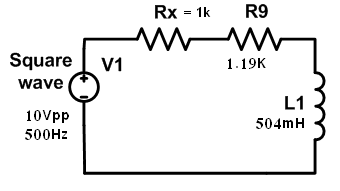 Rx = 1k
R9
Square
wave
V1
1.19K
10Vpp
500Hz
L1
504mH